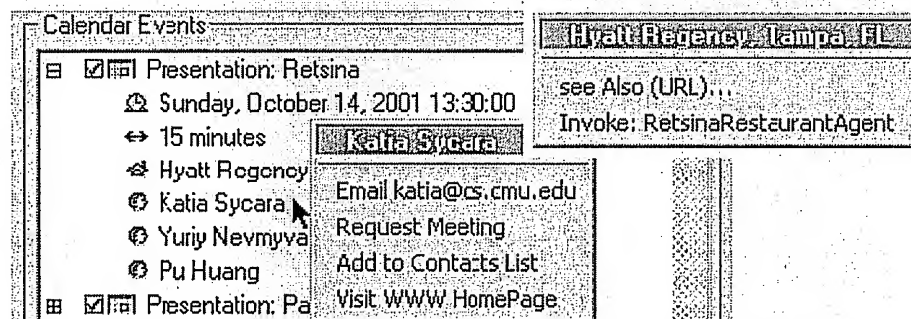 Calendar Events
Presentation: Retsina
Sunday, October 14, 2001 13:30:00
15 minutes
Hyatt Regency
Katia Sycara
Yuriy Nevmyva
Pu Huang
Presentation: Pa
Katia Sycara
Email katia@cs.cmu.edu
Request Meeting
Add to Contacts List
Visit WWW HomePage
Hyatt Regency, Tampa, FL
see Also (URL)...
Invoke: RetsinaRestaurantAgent